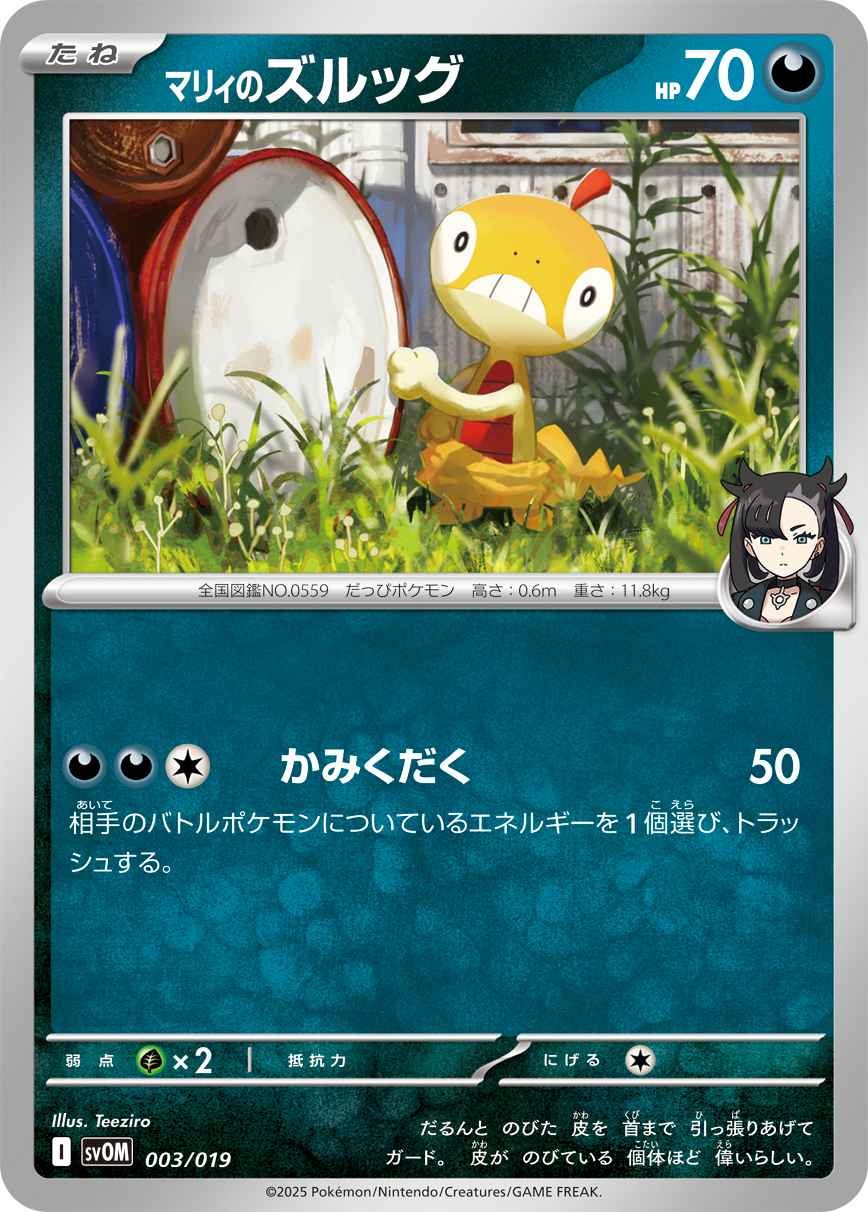 たね
マリィのズルッグ
HP70
全国図鑑NO.0559 だっぴポケモン 高さ：0.6m 重さ：11.8kg
かみくだく 50
相手のバトルポケモンについているエネルギーを1個選び、トラッ
シュする。
弱点 ×2 抵抗力 にげる
Illus. Teeziro
だるんと のびた 皮を 首まで 引っ張りあげて
ガード。 皮が のびている 個体ほど 偉いらしい。
I svOM 003/019
©2025 Pokémon/Nintendo/Creatures/GAME FREAK.